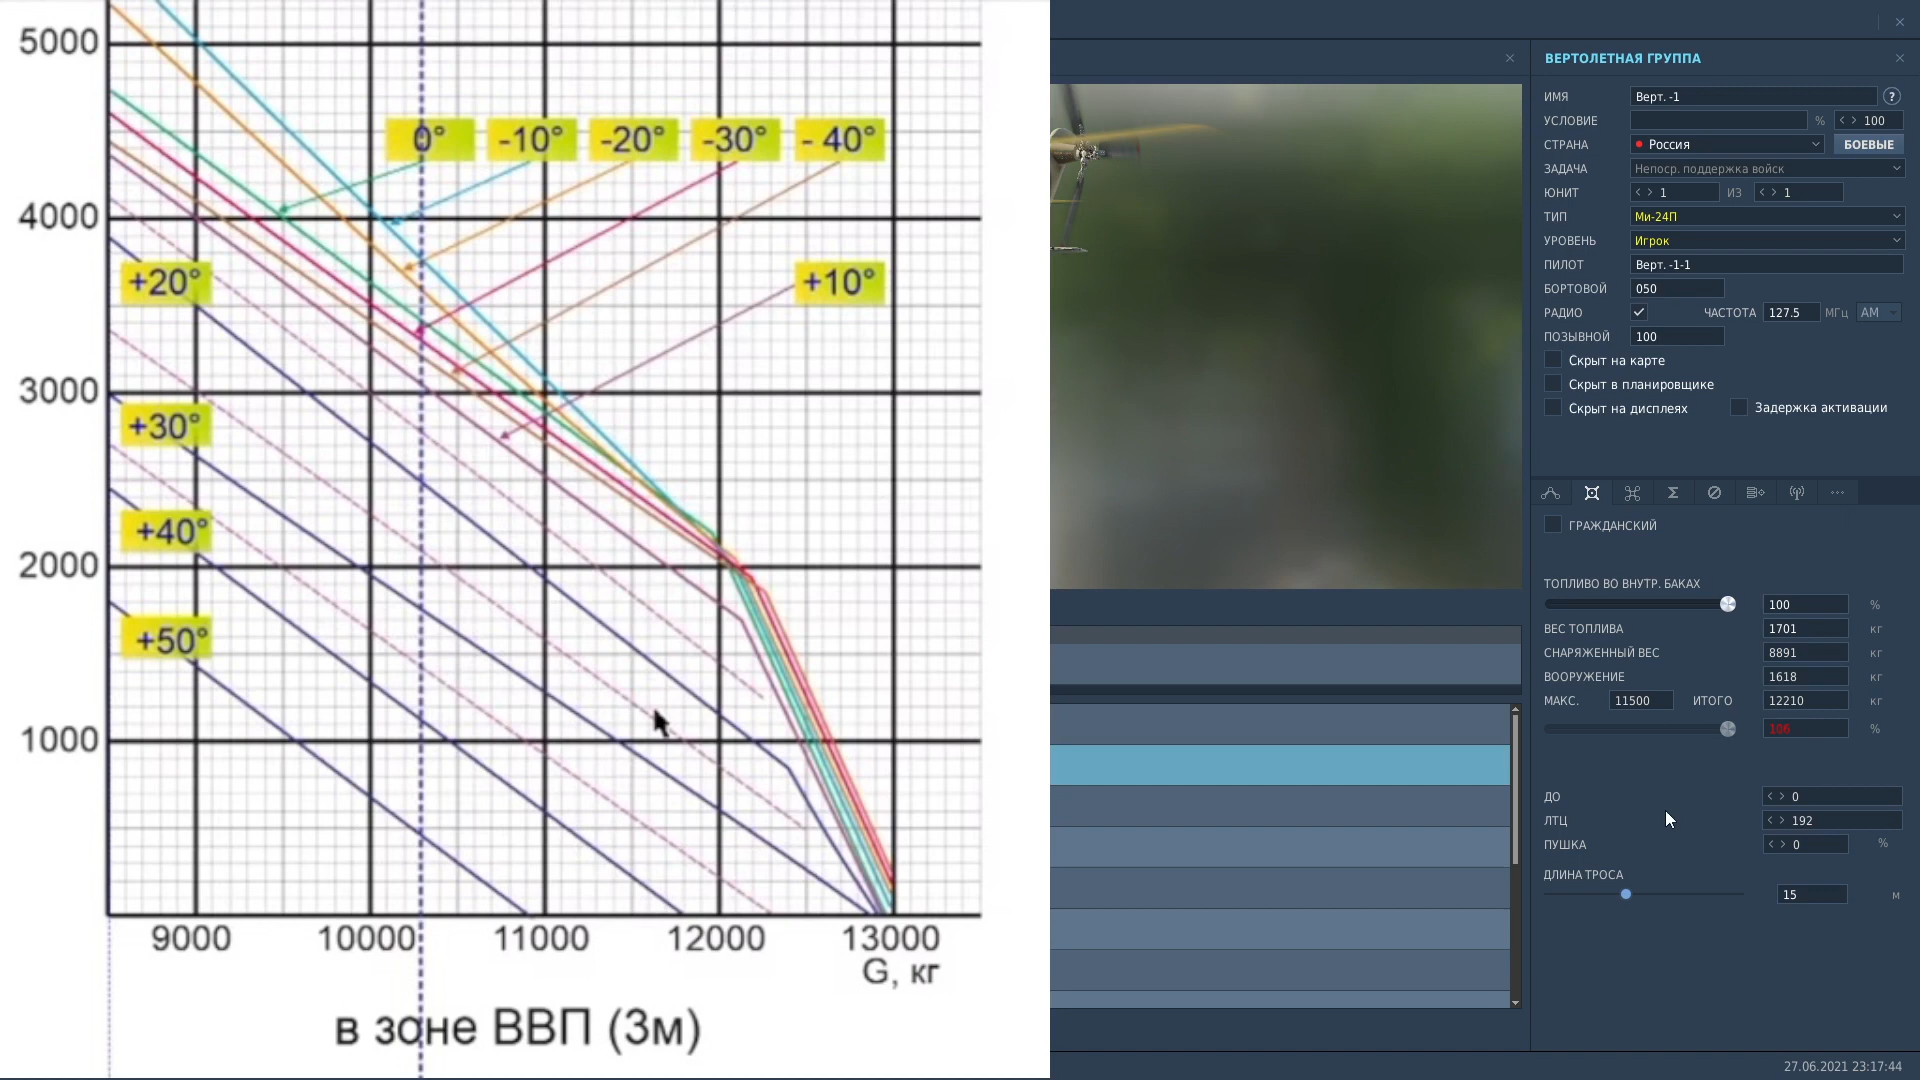 5000
0° -10° -20° -30° - 40°
4000
+20° +10°
3000
+30°
+40°
2000
+50°
1000
9000 10000 11000 12000 13000
G, кг
в зоне ВВП (3м)
ВЕРТОЛЕТНАЯ ГРУППА
ИМЯ Верт. -1 ?
УСЛОВИЕ % < > 100
СТРАНА Россия БОЕВЫЕ
ЗАДАЧА Непоср. поддержка войск
ЮНИТ < > 1 ИЗ < > 1
ТИП Ми-24П
УРОВЕНЬ Игрок
ПИЛОТ Верт. -1-1
БОРТОВОЙ 050
РАДИО ЧАСТОТА 127.5 МГц AM
ПОЗЫВНОЙ 100
Скрыт на карте
Скрыт в планировщике
Скрыт на дисплеях Задержка активации
ГРАЖДАНСКИЙ
ТОПЛИВО ВО ВНУТР. БАКАХ
100 %
ВЕС ТОПЛИВА 1701 кг
СНАРЯЖЕННЫЙ ВЕС 8891 кг
ВООРУЖЕНИЕ 1618 кг
МАКС. 11500 ИТОГО 12210 кг
106 %
ДО < > 0
ЛТЦ < > 192
ПУШКА < > 0 %
ДЛИНА ТРОСА
15 м
27.06.2021 23:17:44